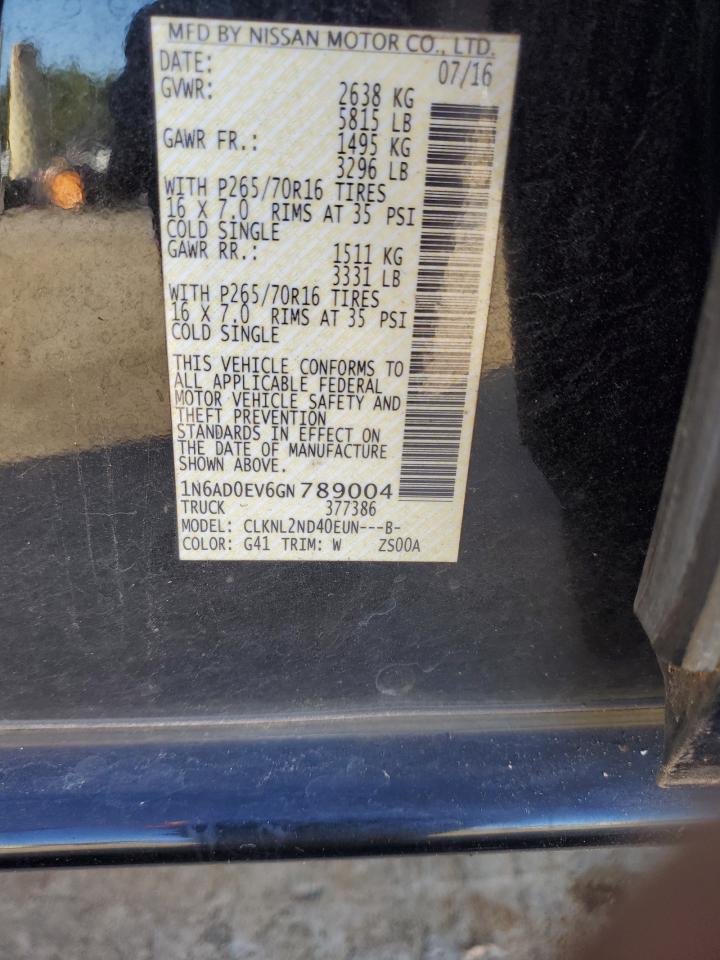 MFD BY NISSAN MOTOR CO., LTD.
DATE: 07/16
GVWR: 2638 KG
5815 LB
GAWR FR.: 1495 KG
3296 LB
WITH P265/70R16 TIRES
16 X 7.0 RIMS AT 35 PSI
COLD SINGLE
GAWR RR.: 1511 KG
3331 LB
WITH P265/70R16 TIRES
16 X 7.0 RIMS AT 35 PSI
COLD SINGLE
THIS VEHICLE CONFORMS TO
ALL APPLICABLE FEDERAL
MOTOR VEHICLE SAFETY AND
THEFT PREVENTION
STANDARDS IN EFFECT ON
THE DATE OF MANUFACTURE
SHOWN ABOVE.
1N6AD0EV6GN 789004
TRUCK 377386
MODEL: CLKNL2ND40EUN---B-
COLOR: G41 TRIM: W ZS00A